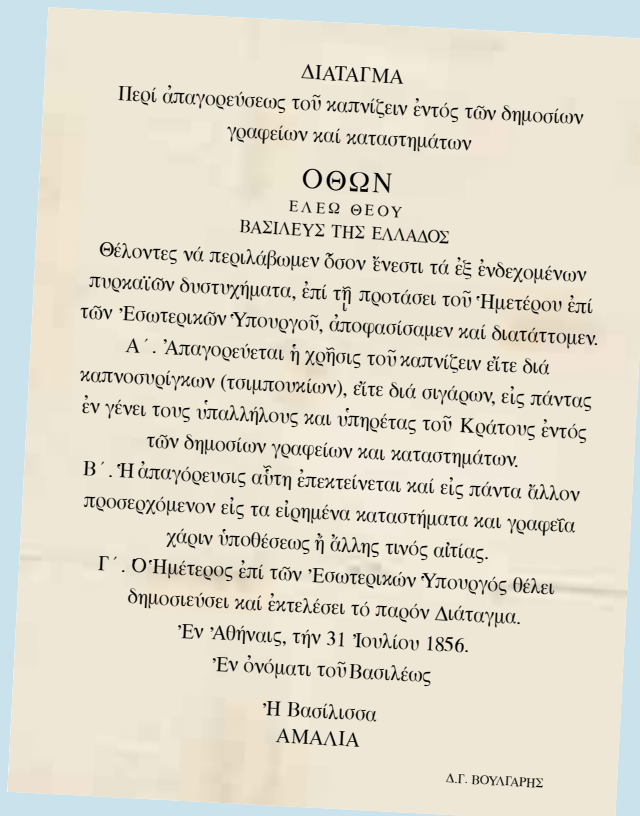 ΔΙΑΤΑΓΜΑ
Περί ἀπαγορεύσεως τοῦ καπνίζειν ἐντός τῶν δημοσίων
γραφείων καί καταστημάτων
ΟΘΩΝ
ΕΛΕΩ ΘΕΟΥ
ΒΑΣΙΛΕΥΣ ΤΗΣ ΕΛΛΑΔΟΣ
Θέλοντες νά περιλάβωμεν ὅσον ἔνεστι τά ἐξ ἐνδεχομένων
πυρκαϊῶν δυστυχήματα, ἐπί τῇ προτάσει τοῦ Ἡμετέρου ἐπί
τῶν Ἐσωτερικῶν Ὑπουργοῦ, ἀποφασίσαμεν καί διατάττομεν.
Α΄. Ἀπαγορεύεται ἡ χρῆσις τοῦ καπνίζειν εἴτε διά
καπνοσυρίγκων (τσιμπουκίων), εἴτε διά σιγάρων, εἰς πάντας
ἐν γένει τους ὑπαλλήλους και ὑπηρέτας τοῦ Κράτους ἐντός
τῶν δημοσίων γραφείων και καταστημάτων.
Β΄. Ἡ ἀπαγόρευσις αὖτη ἐπεκτείνεται καί εἰς πάντα ἄλλον
προσερχόμενον εἰς τα εἰρημένα καταστήματα και γραφεῖα
χάριν ὑποθέσεως ἤ ἄλλης τινός αἰτίας.
Γ΄. Ὁ Ἡμέτερος ἐπί τῶν Ἐσωτερικών Ὑπουργός θέλει
δημοσιεύσει καί ἐκτελέσει τό παρόν Διάταγμα.
Ἐν Ἀθήναις, τήν 31 Ἰουλίου 1856.
Ἐν ὀνόματι τοῦ Βασιλέως
Ἡ Βασίλισσα
ΑΜΑΛΙΑ
Δ.Γ. ΒΟΥΛΓΑΡΗΣ